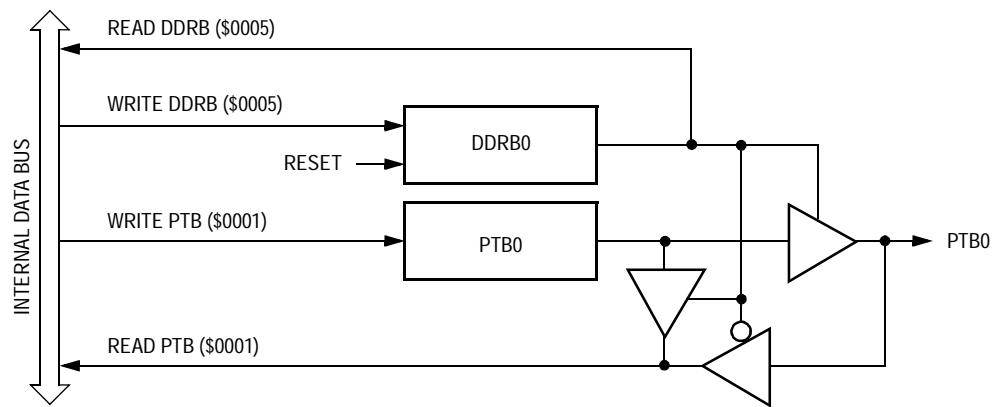 READ DDRB ($0005)
WRITE DDRB ($0005)
DDRB0
RESET
WRITE PTB ($0001)
PTB0
PTB0
READ PTB ($0001)
INTERNAL DATA BUS